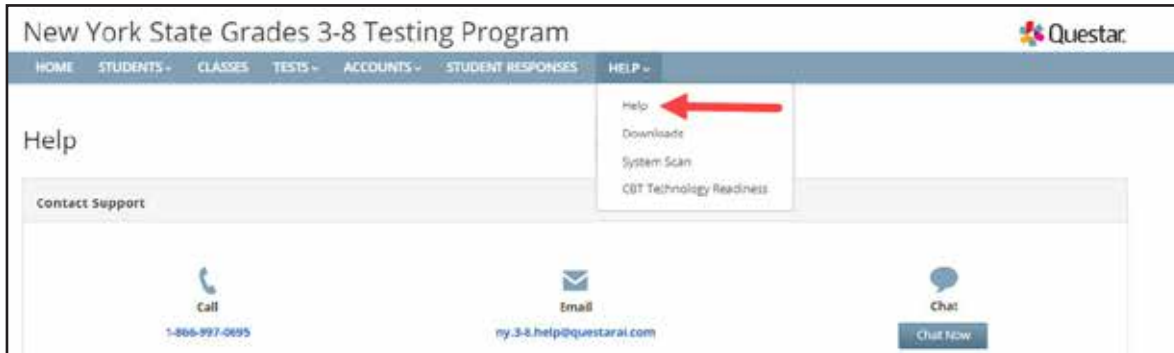 New York State Grades 3-8 Testing Program
Questar.
HOME STUDENTS CLASSES TESTS ACCOUNTS STUDENT RESPONSES HELP
Help
Downloads
System Scan
CBT Technology Readiness
Help
Contact Support
Call
1-866-997-0695
Email
ny.3-8.help@questarai.com
Chat
Chat Now